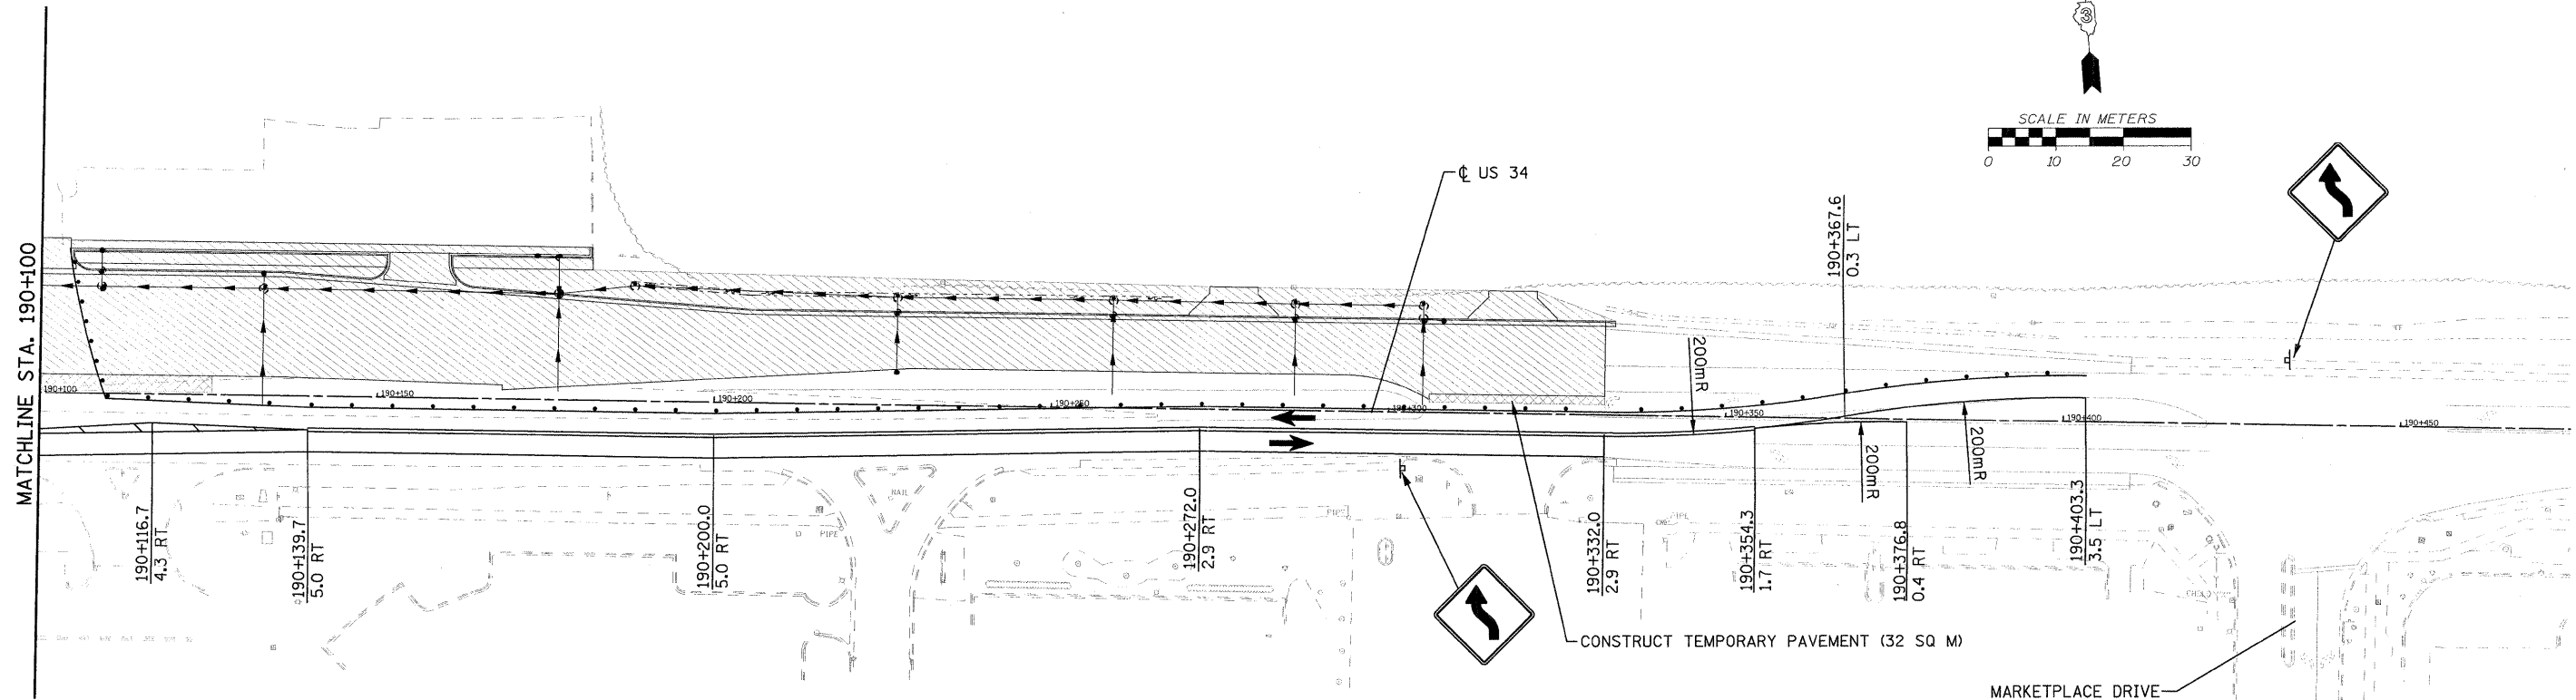 MATCHLINE STA. 190+100
SCALE IN METERS
0 10 20 30
℄ US 34
190+367.6
0.3 LT
190+100
190+150
190+200
190+250
190+300
190+350
190+400
190+450
200mR
200mR
200mR
190+116.7
4.3 RT
190+139.7
5.0 RT
190+200.0
5.0 RT
190+272.0
2.9 RT
190+332.0
2.9 RT
190+354.3
1.7 RT
190+376.8
0.4 RT
190+403.3
3.5 LT
NAIL
PIPE
PIPE
CONSTRUCT TEMPORARY PAVEMENT (32 SQ M)
MARKETPLACE DRIVE